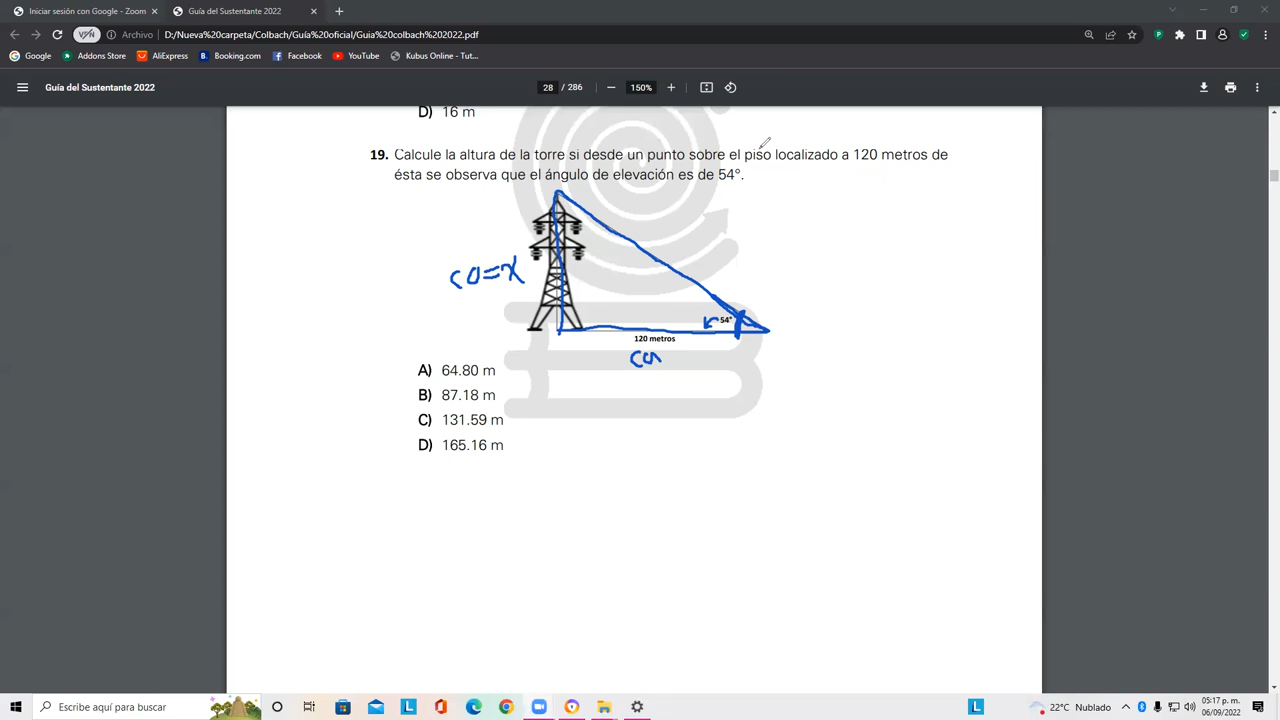 Iniciar sesión con Google - Zoom
Guía del Sustentante 2022
VPN
Archivo
D:/Nueva%20carpeta/Colbach/Guía%20oficial/Guia%20colbach%202022.pdf
Google
Addons Store
AliExpress
Booking.com
Facebook
YouTube
Kubus Online - Tut...
Guía del Sustentante 2022
28 / 286
150%
D) 16 m
19. Calcule la altura de la torre si desde un punto sobre el piso localizado a 120 metros de
ésta se observa que el ángulo de elevación es de 54°.
CO=X
54°
120 metros
CA
A) 64.80 m
B) 87.18 m
C) 131.59 m
D) 165.16 m
Escribe aquí para buscar
22°C Nublado
05:17 p. m.
06/09/2022